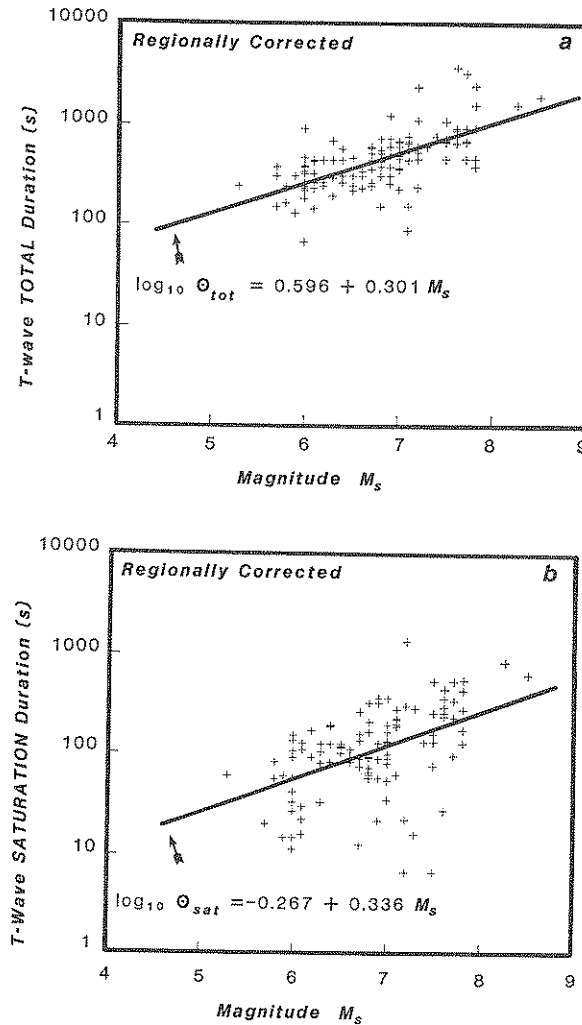 Regionally Corrected a
T-wave TOTAL Duration (s)
10000
1000
100
10
1
log₁₀ Θtot = 0.596 + 0.301 Ms
4 5 6 7 8 9
Magnitude Ms
Regionally Corrected b
T-Wave SATURATION Duration (s)
10000
1000
100
10
1
log₁₀ Θsat =-0.267 + 0.336 Ms
4 5 6 7 8 9
Magnitude Ms